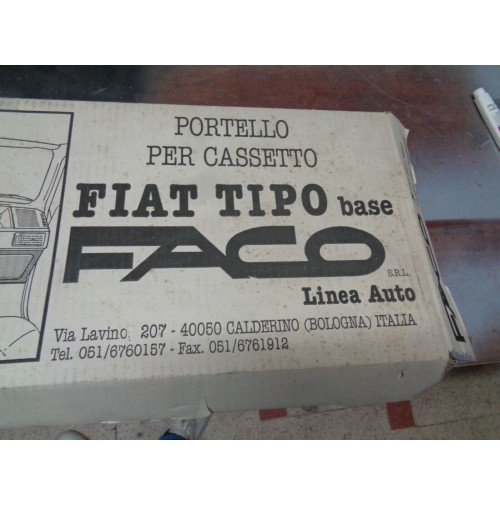 PORTELLO
PER CASSETTO
FIAT TIPO base
FACO
S.R.L.
Linea Auto
Via Lavino, 207 - 40050 CALDERINO (BOLOGNA) ITALIA
Tel. 051/6760157 - Fax. 051/6761912